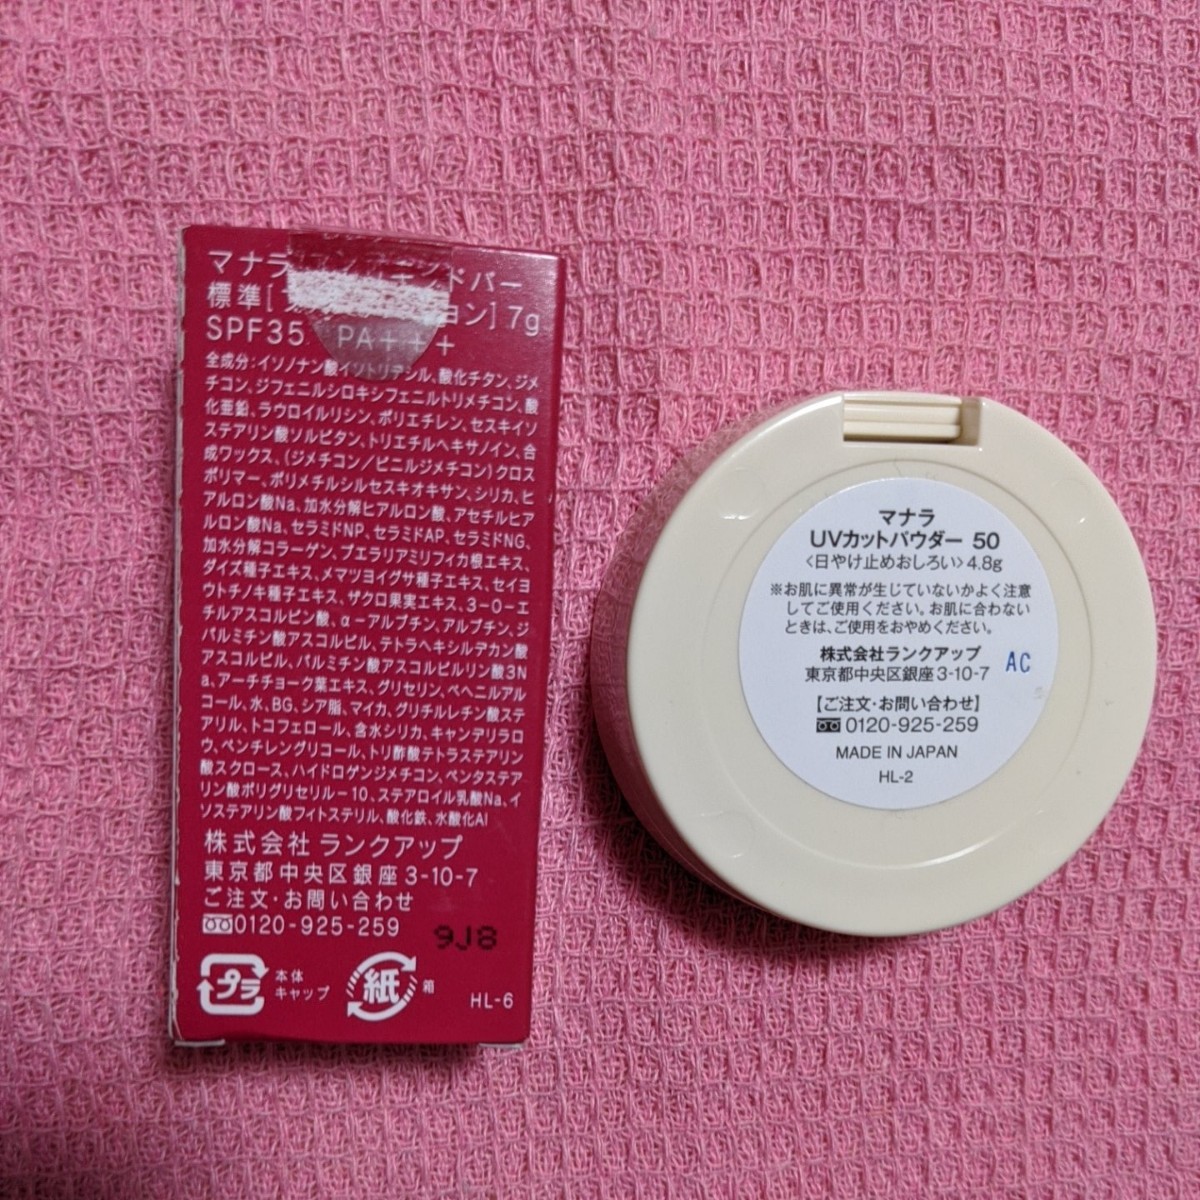 マナラ モンドバー
標準[ ョン] 7g
SPF35 PA+++
全成分:イソノナン酸イソトリデシル、酸化チタン、ジメ
チコン、ジフェニルシロキシフェニルトリメチコン、酸
化亜鉛、ラウロイルリシン、ポリエチレン、セスキイソ
ステアリン酸ソルビタン、トリエチルヘキサノイン、合
成ワックス、(ジメチコン/ビニルジメチコン)クロス
ポリマー、ポリメチルシルセスキオキサン、シリカ、ヒ
アルロン酸Na、加水分解ヒアルロン酸、アセチルヒア
ルロン酸Na、セラミドNP、セラミドAP、セラミドNG、
加水分解コラーゲン、プエラリアミリフィカ根エキス、
ダイズ種子エキス、メマツヨイグサ種子エキス、セイヨ
ウトチノキ種子エキス、ザクロ果実エキス、3-O-エ
チルアスコルビン酸、α-アルブチン、アルブチン、ジ
パルミチン酸アスコルビル、テトラヘキシルデカン酸
アスコルビル、パルミチン酸アスコルビルリン酸3N
a、アーチチョーク葉エキス、グリセリン、ベヘニルアル
コール、水、BG、シア脂、マイカ、グリチルレチン酸ステ
アリル、トコフェロール、含水シリカ、キャンデリラロ
ウ、ペンチレングリコール、トリ酢酸テトラステアリン
酸スクロース、ハイドロゲンジメチコン、ペンタステア
リン酸ポリグリセリル-10、ステアロイル乳酸Na、イ
ソステアリン酸フィトステリル、酸化鉄、水酸化Al
株式会社 ランクアップ
東京都中央区銀座3-10-7
ご注文・お問い合わせ
0120-925-259
9J8
プラ 本体
キャップ
紙 箱
HL-6
マナラ
UVカットパウダー 50
〈日やけ止めおしろい〉4.8g
※お肌に異常が生じていないかよく注意
してご使用ください。お肌に合わない
ときは、ご使用をおやめください。
株式会社ランクアップ
東京都中央区銀座3-10-7
AC
【ご注文・お問い合わせ】
0120-925-259
MADE IN JAPAN
HL-2